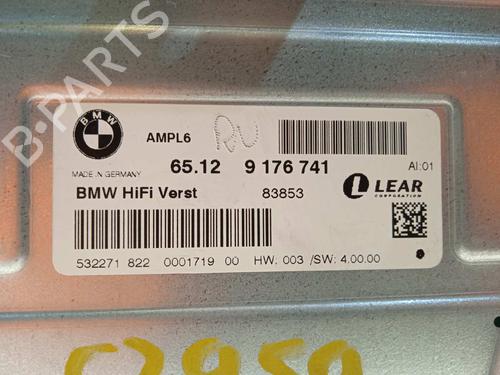 B-PARTS
BMW
AMPL6
RU
MADE IN GERMANY
65.12 9 176 741
AI:01
BMW HiFi Verst 83853
LEAR
CORPORATION
532271 822 0001719 00 HW: 003 /SW: 4.00.00
C2959